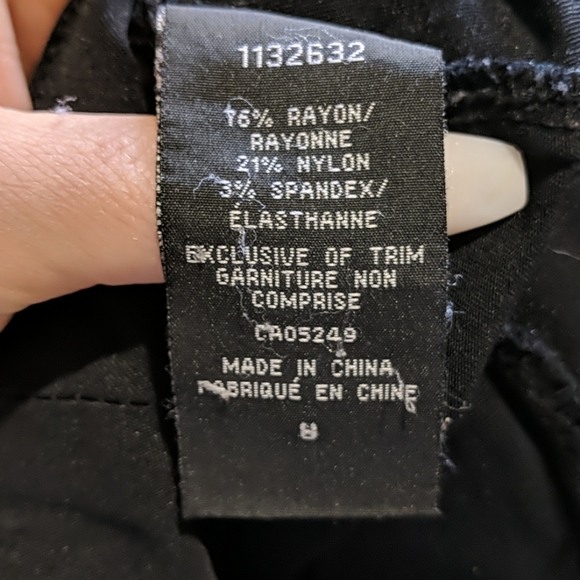 1132632
76% RAYON/
RAYONNE
21% NYLON
3% SPANDEX/
ÉLASTHANNE
EXCLUSIVE OF TRIM
GARNITURE NON
COMPRISE
CA05249
MADE IN CHINA
FABRIQUÉ EN CHINE
8